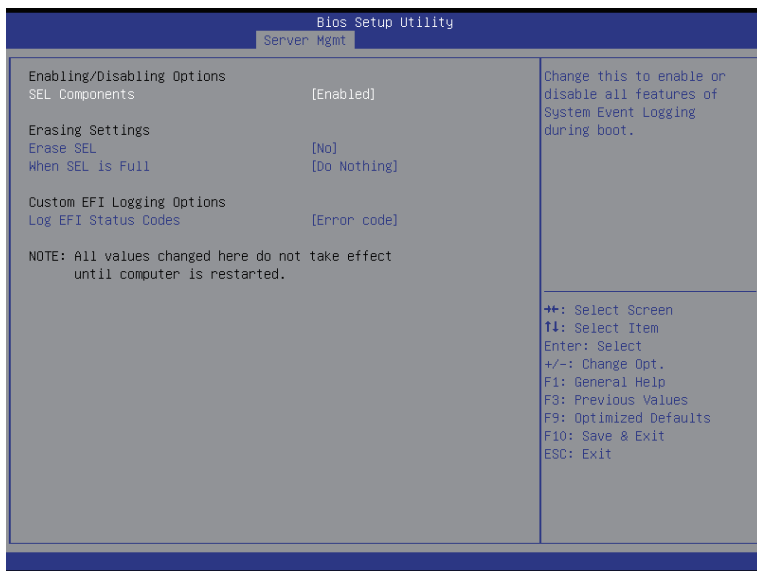 Bios Setup Utility
Server Mgmt
Enabling/Disabling Options
SEL Components [Enabled]
Erasing Settings
Erase SEL [No]
When SEL is Full [Do Nothing]
Custom EFI Logging Options
Log EFI Status Codes [Error code]
NOTE: All values changed here do not take effect
until computer is restarted.
Change this to enable or
disable all features of
System Event Logging
during boot.
→←: Select Screen
↑↓: Select Item
Enter: Select
+/-: Change Opt.
F1: General Help
F3: Previous Values
F9: Optimized Defaults
F10: Save & Exit
ESC: Exit